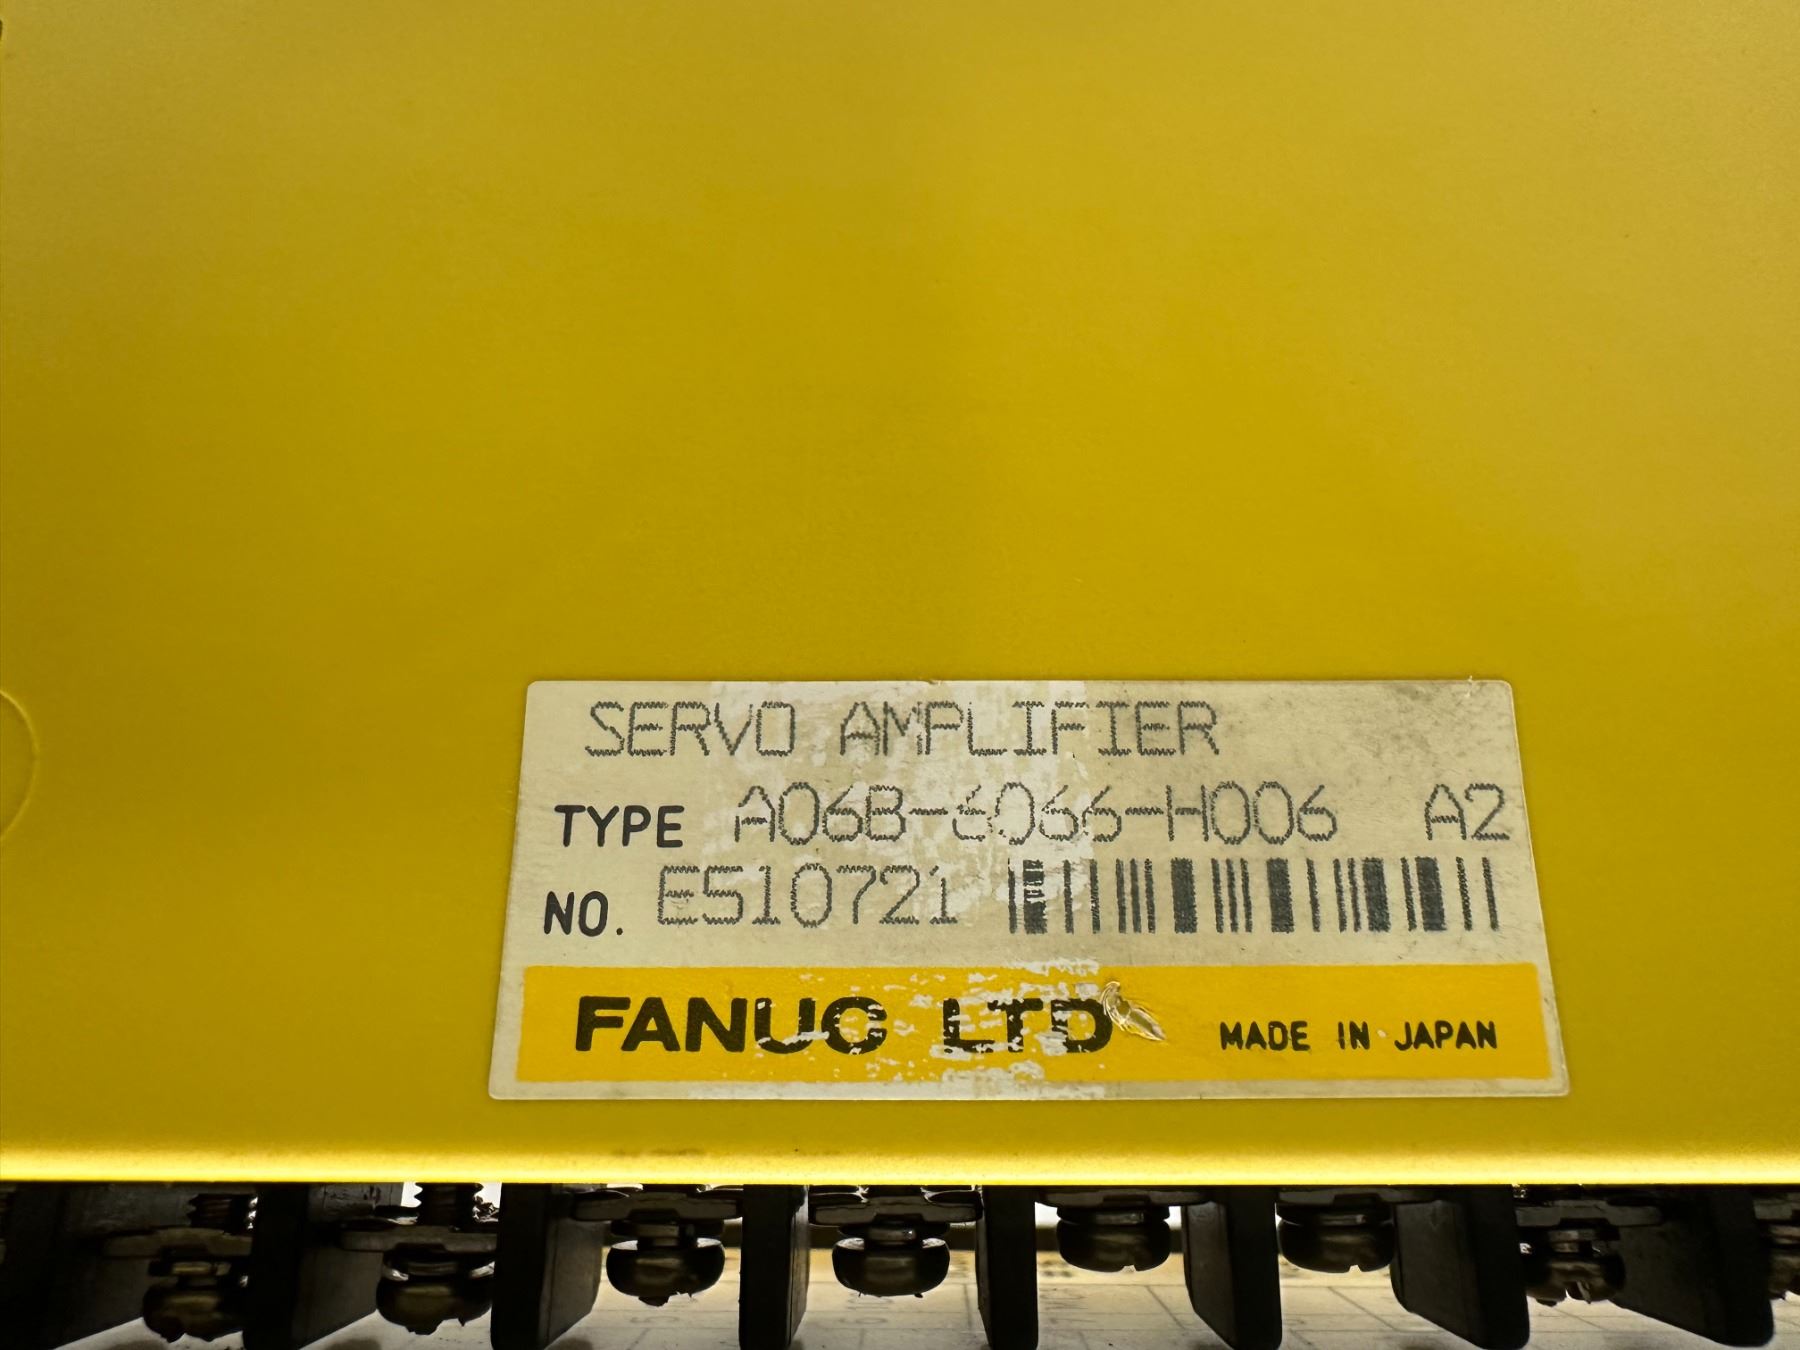 SERVO AMPLIFIER
TYPE A06B-6066-H006 A2
NO. E510721
FANUC LTD MADE IN JAPAN